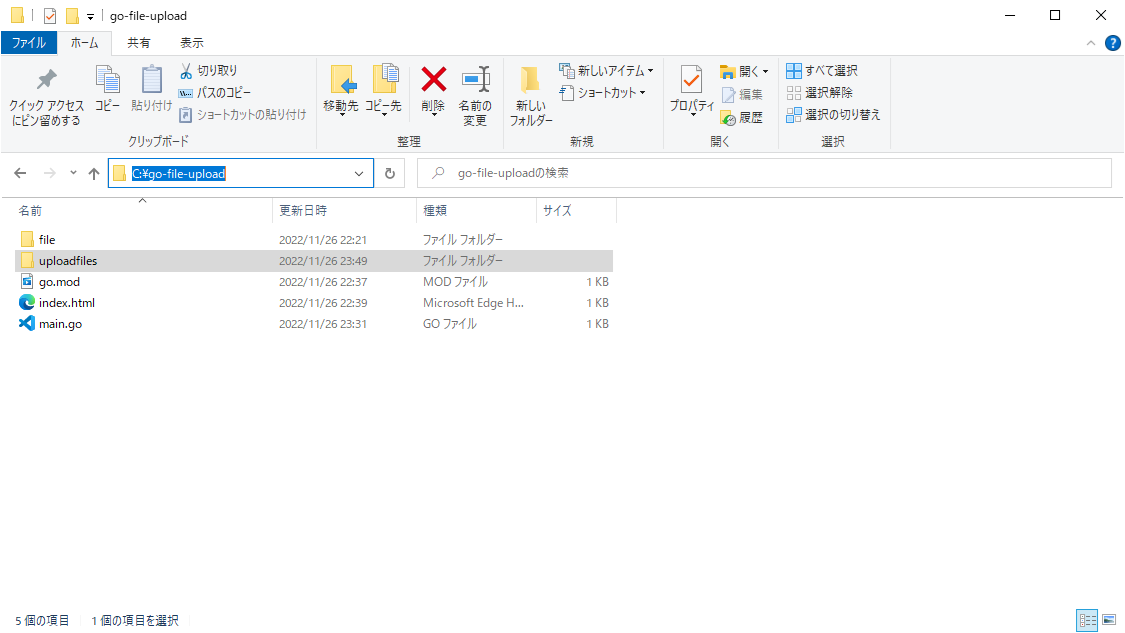 go-file-upload
ファイル ホーム 共有 表示
クイック アクセス
にピン留めする
コピー
貼り付け
切り取り
パスのコピー
ショートカットの貼り付け
クリップボード
移動先
コピー先
削除
名前の
変更
整理
新しい
フォルダー
新しいアイテム
ショートカット
新規
プロパティ
開く
編集
履歴
開く
すべて選択
選択解除
選択の切り替え
選択
C:¥go-file-upload
go-file-uploadの検索
名前 更新日時 種類 サイズ
file 2022/11/26 22:21 ファイル フォルダー
uploadfiles 2022/11/26 23:49 ファイル フォルダー
go.mod 2022/11/26 22:37 MOD ファイル 1 KB
index.html 2022/11/26 22:39 Microsoft Edge H... 1 KB
main.go 2022/11/26 23:31 GO ファイル 1 KB
5 個の項目 1 個の項目を選択